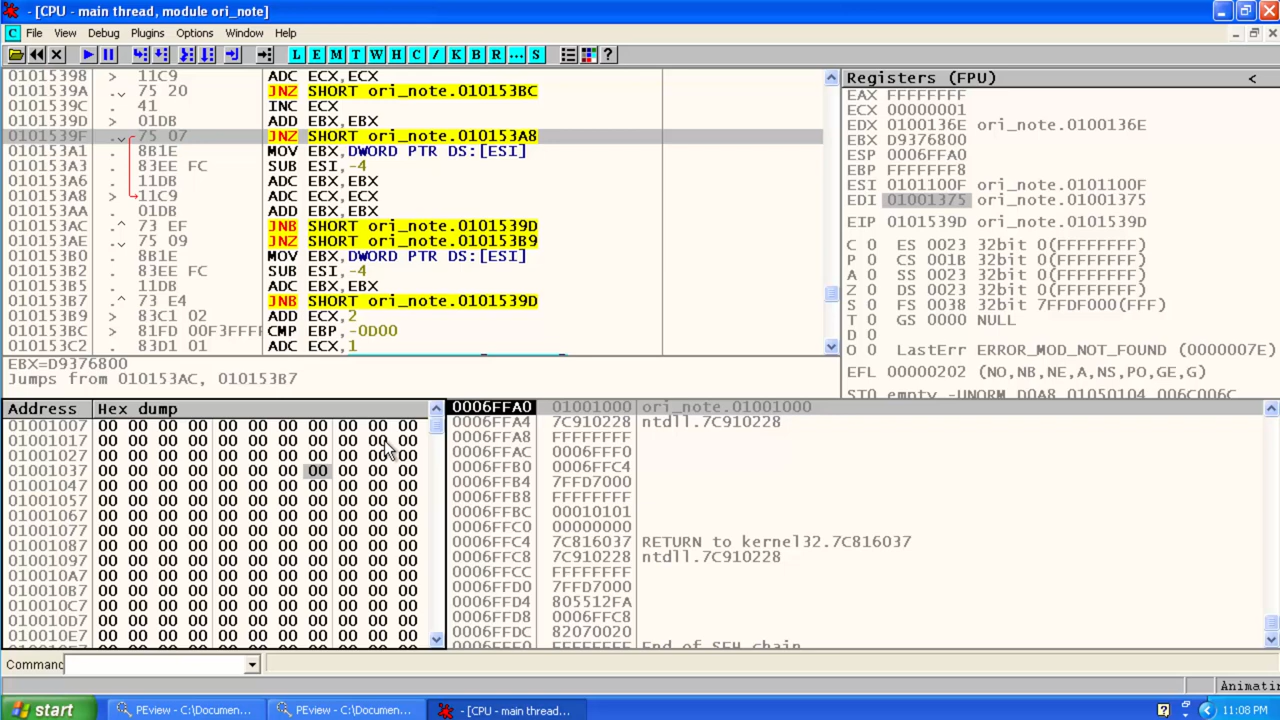 - [CPU - main thread, module ori_note]
C File View Debug Plugins Options Window Help
L E M T W H C / K B R ... S ?
01015398 > 11C9 ADC ECX,ECX
0101539A .v 75 20 JNZ SHORT ori_note.010153BC
0101539C . 41 INC ECX
0101539D > 01DB ADD EBX,EBX
0101539F .v 75 07 JNZ SHORT ori_note.010153A8
010153A1 . 8B1E MOV EBX,DWORD PTR DS:[ESI]
010153A3 . 83EE FC SUB ESI,-4
010153A6 . 11DB ADC EBX,EBX
010153A8 > 11C9 ADC ECX,ECX
010153AA . 01DB ADD EBX,EBX
010153AC .^ 73 EF JNB SHORT ori_note.0101539D
010153AE .v 75 09 JNZ SHORT ori_note.010153B9
010153B0 . 8B1E MOV EBX,DWORD PTR DS:[ESI]
010153B2 . 83EE FC SUB ESI,-4
010153B5 . 11DB ADC EBX,EBX
010153B7 .^ 73 E4 JNB SHORT ori_note.0101539D
010153B9 > 83C1 02 ADD ECX,2
010153BC > 81FD 00F3FFFF CMP EBP,-0D00
010153C2 . 83D1 01 ADC ECX,1
EBX=D9376800
Jumps from 010153AC, 010153B7
Registers (FPU) <
EAX FFFFFFFF
ECX 00000001
EDX 0100136E ori_note.0100136E
EBX D9376800
ESP 0006FFA0
EBP FFFFFFF8
ESI 0101100F ori_note.0101100F
EDI 01001375 ori_note.01001375
EIP 0101539D ori_note.0101539D
C 0 ES 0023 32bit 0(FFFFFFFF)
P 0 CS 001B 32bit 0(FFFFFFFF)
A 0 SS 0023 32bit 0(FFFFFFFF)
Z 0 DS 0023 32bit 0(FFFFFFFF)
S 0 FS 0038 32bit 7FFDF000(FFF)
T 0 GS 0000 NULL
D 0
O 0 LastErr ERROR_MOD_NOT_FOUND (0000007E)
EFL 00000202 (NO,NB,NE,A,NS,PO,GE,G)
ST0 empty -UNORM D0A8 01050104 006C006C
Address Hex dump
01001007 00 00 00 00 00 00 00 00 00 00 00
01001017 00 00 00 00 00 00 00 00 00 00 00
01001027 00 00 00 00 00 00 00 00 00 00 00
01001037 00 00 00 00 00 00 00 00 00 00 00
01001047 00 00 00 00 00 00 00 00 00 00 00
01001057 00 00 00 00 00 00 00 00 00 00 00
01001067 00 00 00 00 00 00 00 00 00 00 00
01001077 00 00 00 00 00 00 00 00 00 00 00
01001087 00 00 00 00 00 00 00 00 00 00 00
01001097 00 00 00 00 00 00 00 00 00 00 00
010010A7 00 00 00 00 00 00 00 00 00 00 00
010010B7 00 00 00 00 00 00 00 00 00 00 00
010010C7 00 00 00 00 00 00 00 00 00 00 00
010010D7 00 00 00 00 00 00 00 00 00 00 00
010010E7 00 00 00 00 00 00 00 00 00 00 00
0006FFA0 01001000 ori_note.01001000
0006FFA4 7C910228 ntdll.7C910228
0006FFA8 FFFFFFFF
0006FFAC 0006FFF0
0006FFB0 0006FFC4
0006FFB4 7FFD7000
0006FFB8 FFFFFFFF
0006FFBC 00010101
0006FFC0 00000000
0006FFC4 7C816037 RETURN to kernel32.7C816037
0006FFC8 7C910228 ntdll.7C910228
0006FFCC FFFFFFFF
0006FFD0 7FFD7000
0006FFD4 805512FA
0006FFD8 0006FFC8
0006FFDC 82070020
0006FFE0 FFFFFFFF End of SEH chain
Command
Animatin
start PEview - C:\Documen... PEview - C:\Documen... - [CPU - main thread... 11:08 PM